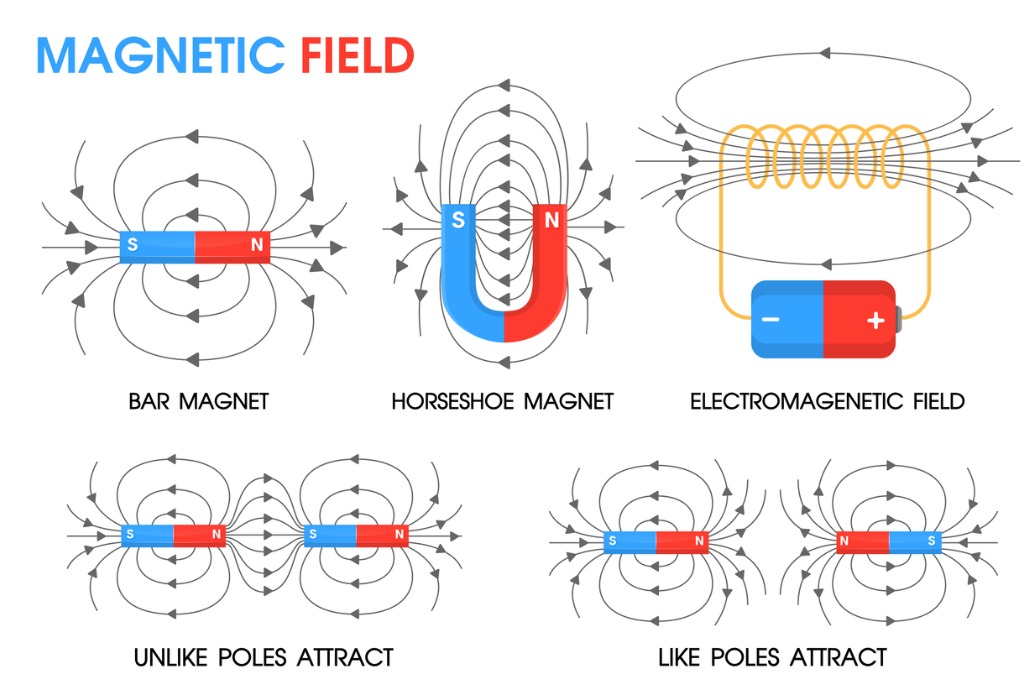 MAGNETIC FIELD
S N
S N
− +
BAR MAGNET
HORSESHOE MAGNET
ELECTROMAGENETIC FIELD
S N S N
S N N S
UNLIKE POLES ATTRACT
LIKE POLES ATTRACT